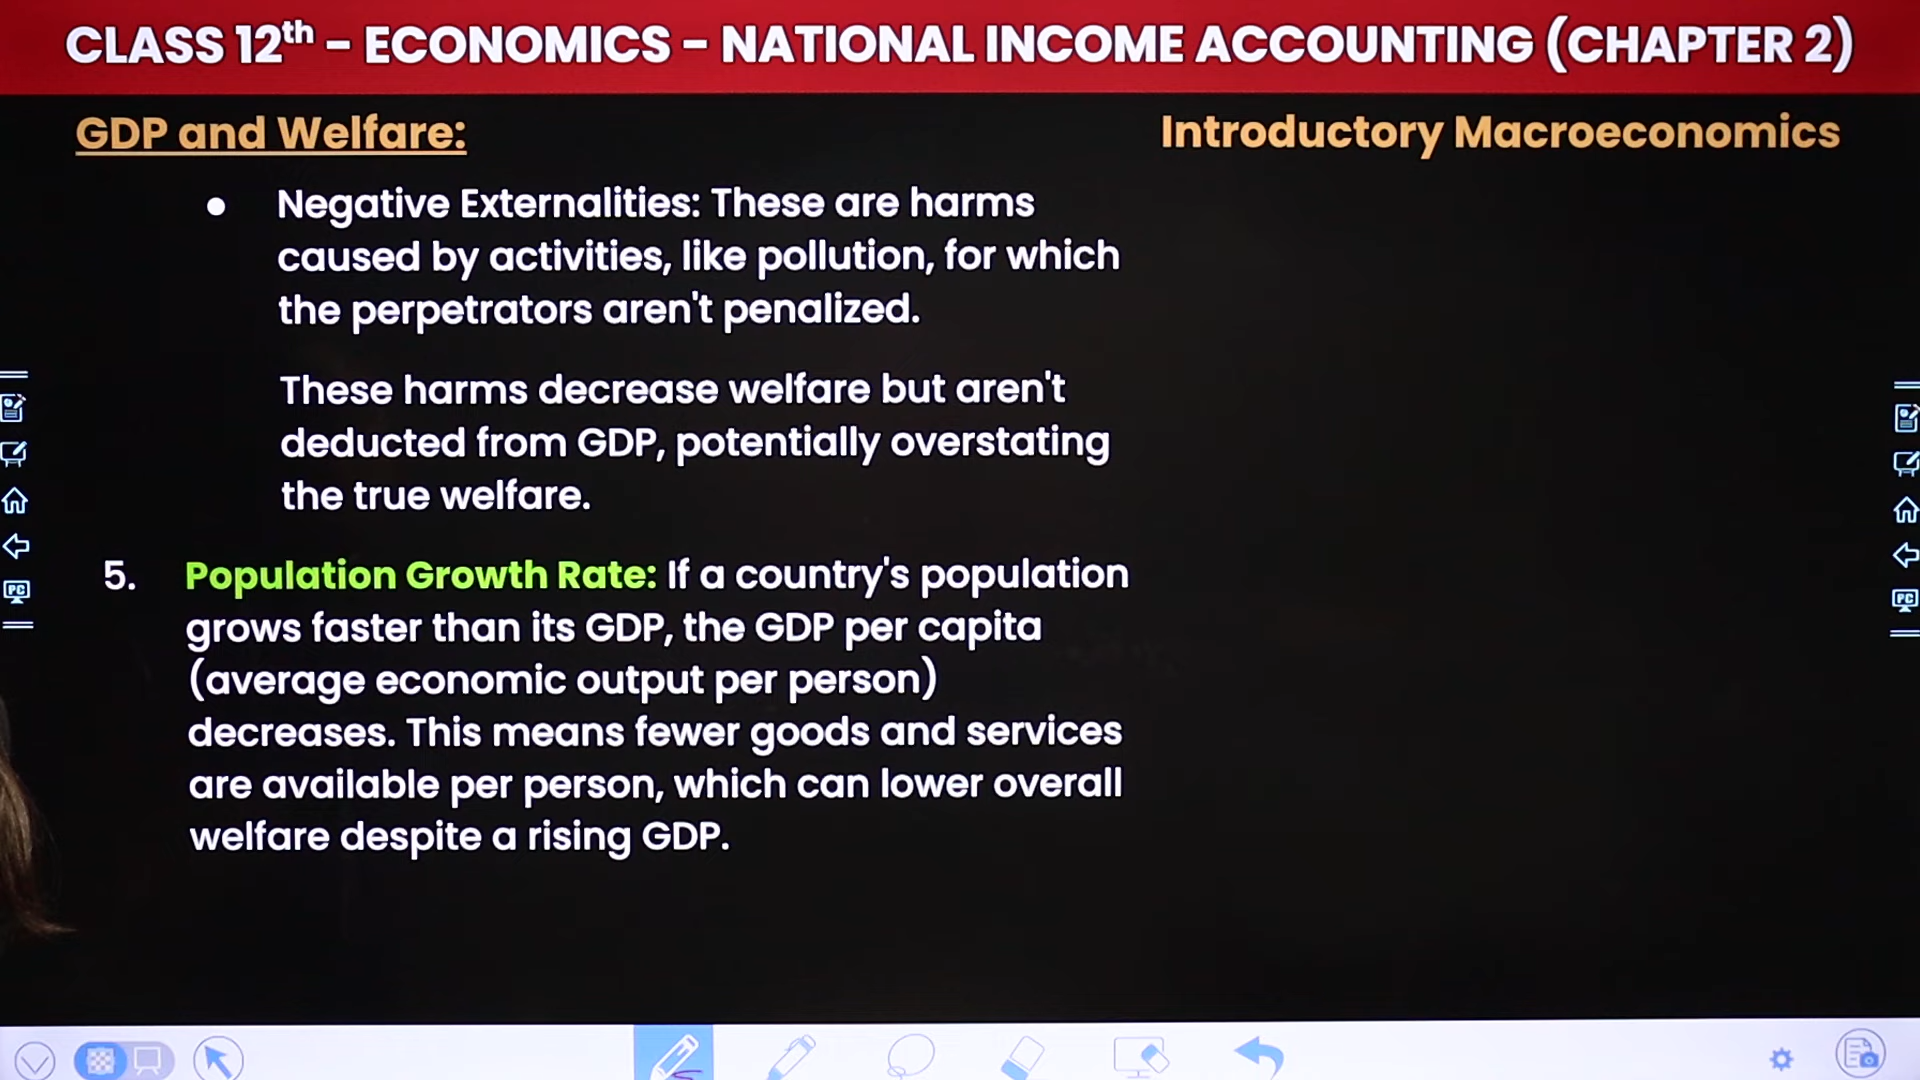 CLASS 12th – ECONOMICS – NATIONAL INCOME ACCOUNTING (CHAPTER 2)
GDP and Welfare:
Introductory Macroeconomics
● Negative Externalities: These are harms
caused by activities, like pollution, for which
the perpetrators aren't penalized.
These harms decrease welfare but aren't
deducted from GDP, potentially overstating
the true welfare.
5. Population Growth Rate: If a country's population
grows faster than its GDP, the GDP per capita
(average economic output per person)
decreases. This means fewer goods and services
are available per person, which can lower overall
welfare despite a rising GDP.
PC
PC